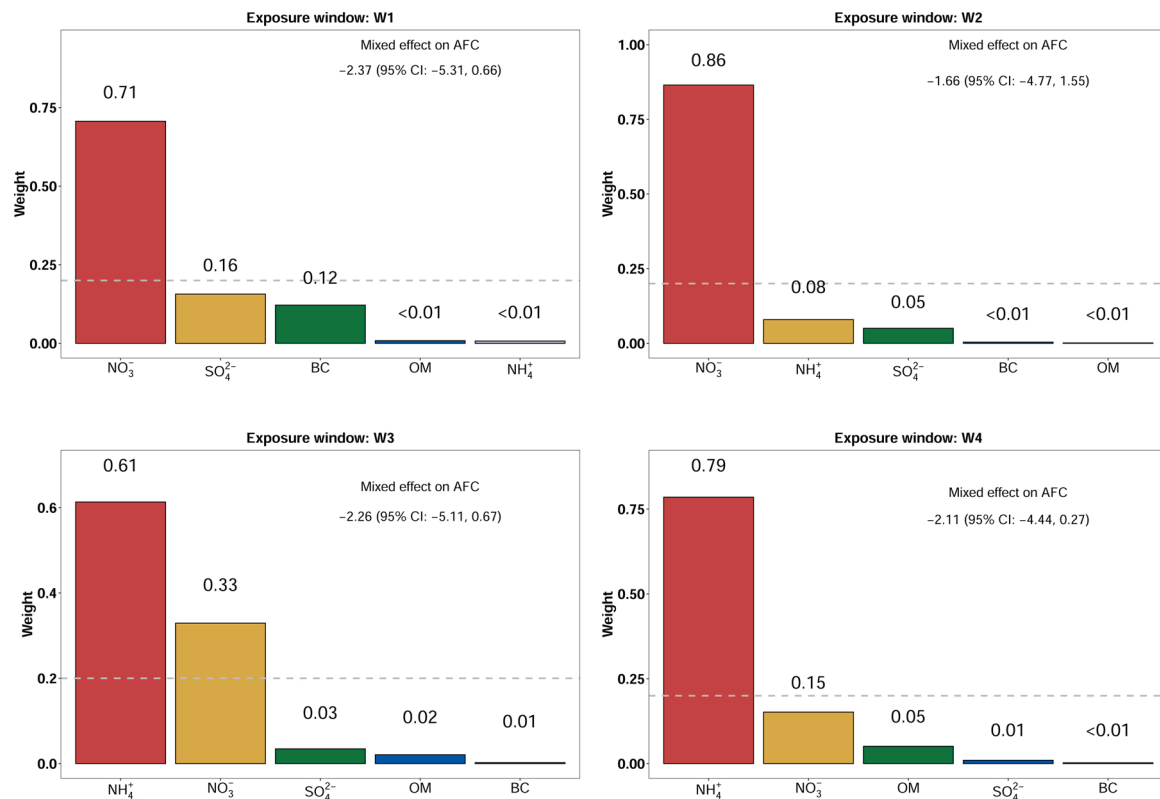 Exposure window: W1
Mixed effect on AFC
−2.37 (95% CI: −5.31, 0.66)
Weight
0.75
0.50
0.25
0.00
0.71
0.16
0.12
<0.01
<0.01
NO₃⁻
SO₄²⁻
BC
OM
NH₄⁺
Exposure window: W2
Mixed effect on AFC
−1.66 (95% CI: −4.77, 1.55)
Weight
1.00
0.75
0.50
0.25
0.00
0.86
0.08
0.05
<0.01
<0.01
NO₃⁻
NH₄⁺
SO₄²⁻
BC
OM
Exposure window: W3
Mixed effect on AFC
−2.26 (95% CI: −5.11, 0.67)
Weight
0.6
0.4
0.2
0.0
0.61
0.33
0.03
0.02
0.01
NH₄⁺
NO₃⁻
SO₄²⁻
OM
BC
Exposure window: W4
Mixed effect on AFC
−2.11 (95% CI: −4.44, 0.27)
Weight
0.75
0.50
0.25
0.00
0.79
0.15
0.05
0.01
<0.01
NH₄⁺
NO₃⁻
OM
SO₄²⁻
BC